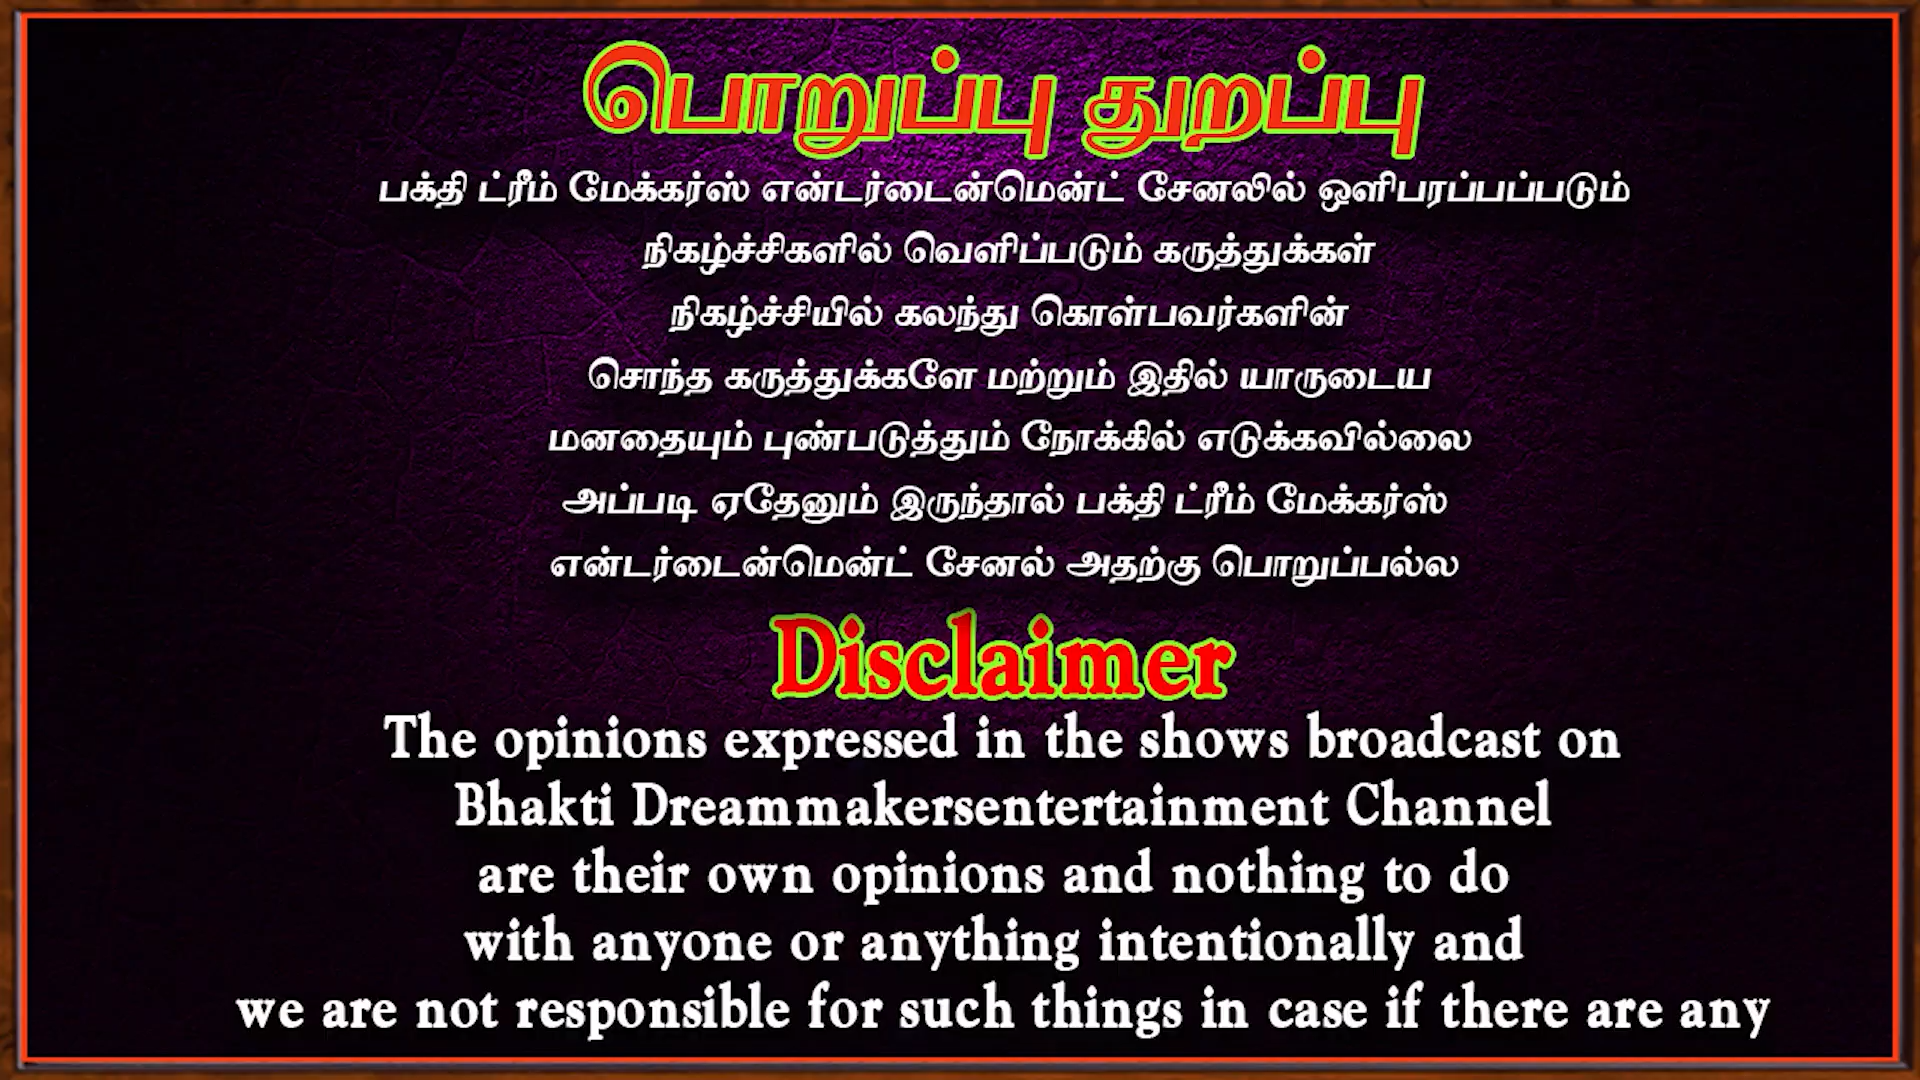 பொறுப்பு துறப்பு
பக்தி ட்ரீம் மேக்கர்ஸ் என்டர்டைன்மென்ட் சேனலில் ஒளிபரப்பப்படும்
நிகழ்ச்சிகளில் வெளிப்படும் கருத்துக்கள்
நிகழ்ச்சியில் கலந்து கொள்பவர்களின்
சொந்த கருத்துக்களே மற்றும் இதில் யாருடைய
மனதையும் புண்படுத்தும் நோக்கில் எடுக்கவில்லை
அப்படி ஏதேனும் இருந்தால் பக்தி ட்ரீம் மேக்கர்ஸ்
என்டர்டைன்மென்ட் சேனல் அதற்கு பொறுப்பல்ல
Disclaimer
The opinions expressed in the shows broadcast on
Bhakti Dreammakersentertainment Channel
are their own opinions and nothing to do
with anyone or anything intentionally and
we are not responsible for such things in case if there are any